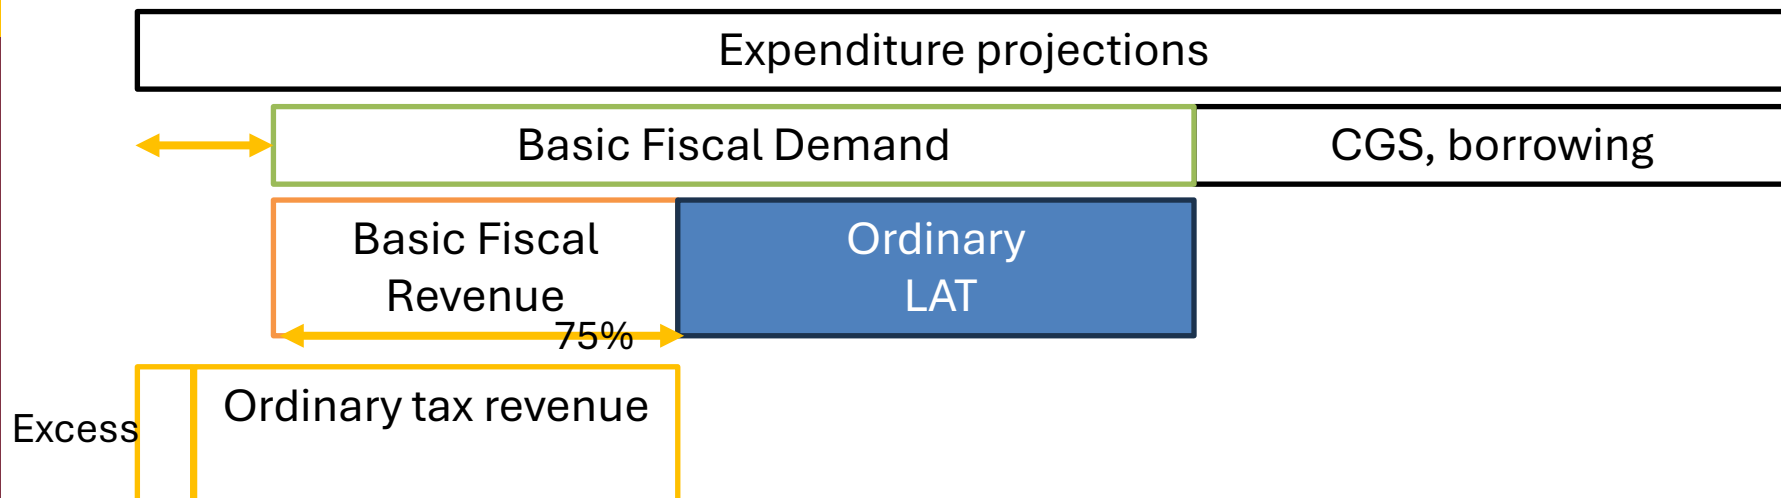 Expenditure projections
Basic Fiscal Demand
CGS, borrowing
Basic Fiscal
Revenue
Ordinary
LAT
75%
Ordinary tax revenue
Excess